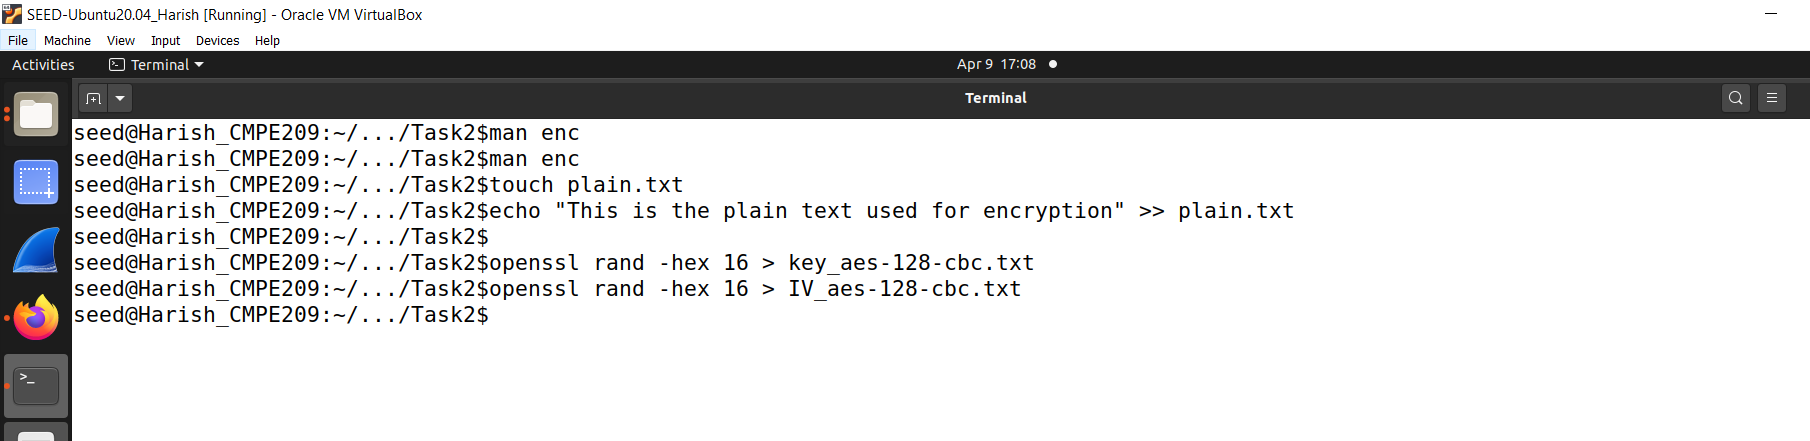 SEED-Ubuntu20.04_Harish [Running] - Oracle VM VirtualBox
File Machine View Input Devices Help
Activities Terminal Apr 9 17:08
Terminal
seed@Harish_CMPE209:~/.../Task2$man enc
seed@Harish_CMPE209:~/.../Task2$man enc
seed@Harish_CMPE209:~/.../Task2$touch plain.txt
seed@Harish_CMPE209:~/.../Task2$echo "This is the plain text used for encryption" >> plain.txt
seed@Harish_CMPE209:~/.../Task2$
seed@Harish_CMPE209:~/.../Task2$openssl rand -hex 16 > key_aes-128-cbc.txt
seed@Harish_CMPE209:~/.../Task2$openssl rand -hex 16 > IV_aes-128-cbc.txt
seed@Harish_CMPE209:~/.../Task2$